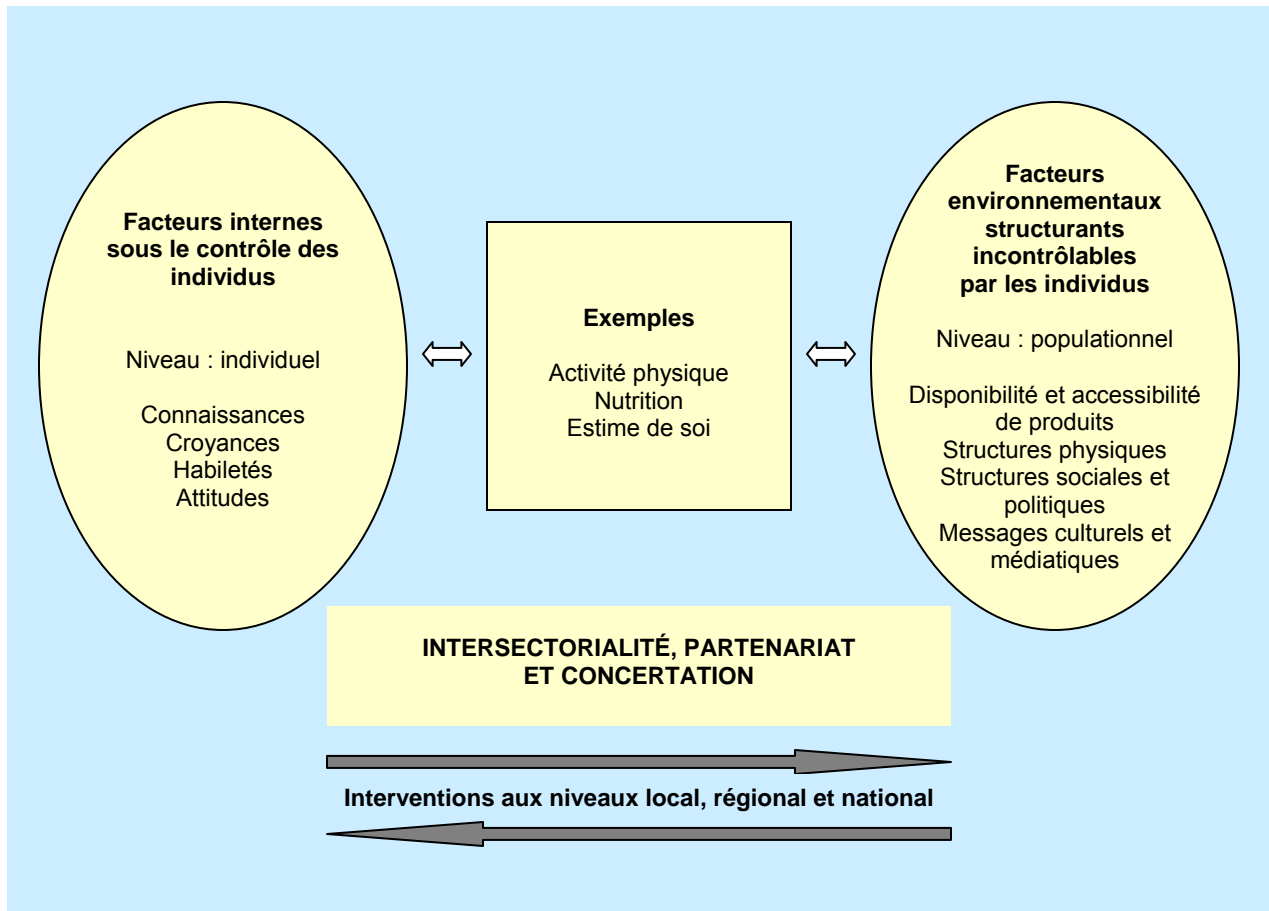 Facteurs internes
sous le contrôle des
individus
Niveau : individuel
Connaissances
Croyances
Habiletés
Attitudes
Exemples
Activité physique
Nutrition
Estime de soi
Facteurs
environnementaux
structurants
incontrôlables
par les individus
Niveau : populationnel
Disponibilité et accessibilité
de produits
Structures physiques
Structures sociales et
politiques
Messages culturels et
médiatiques
INTERSECTORIALITÉ, PARTENARIAT
ET CONCERTATION
Interventions aux niveaux local, régional et national